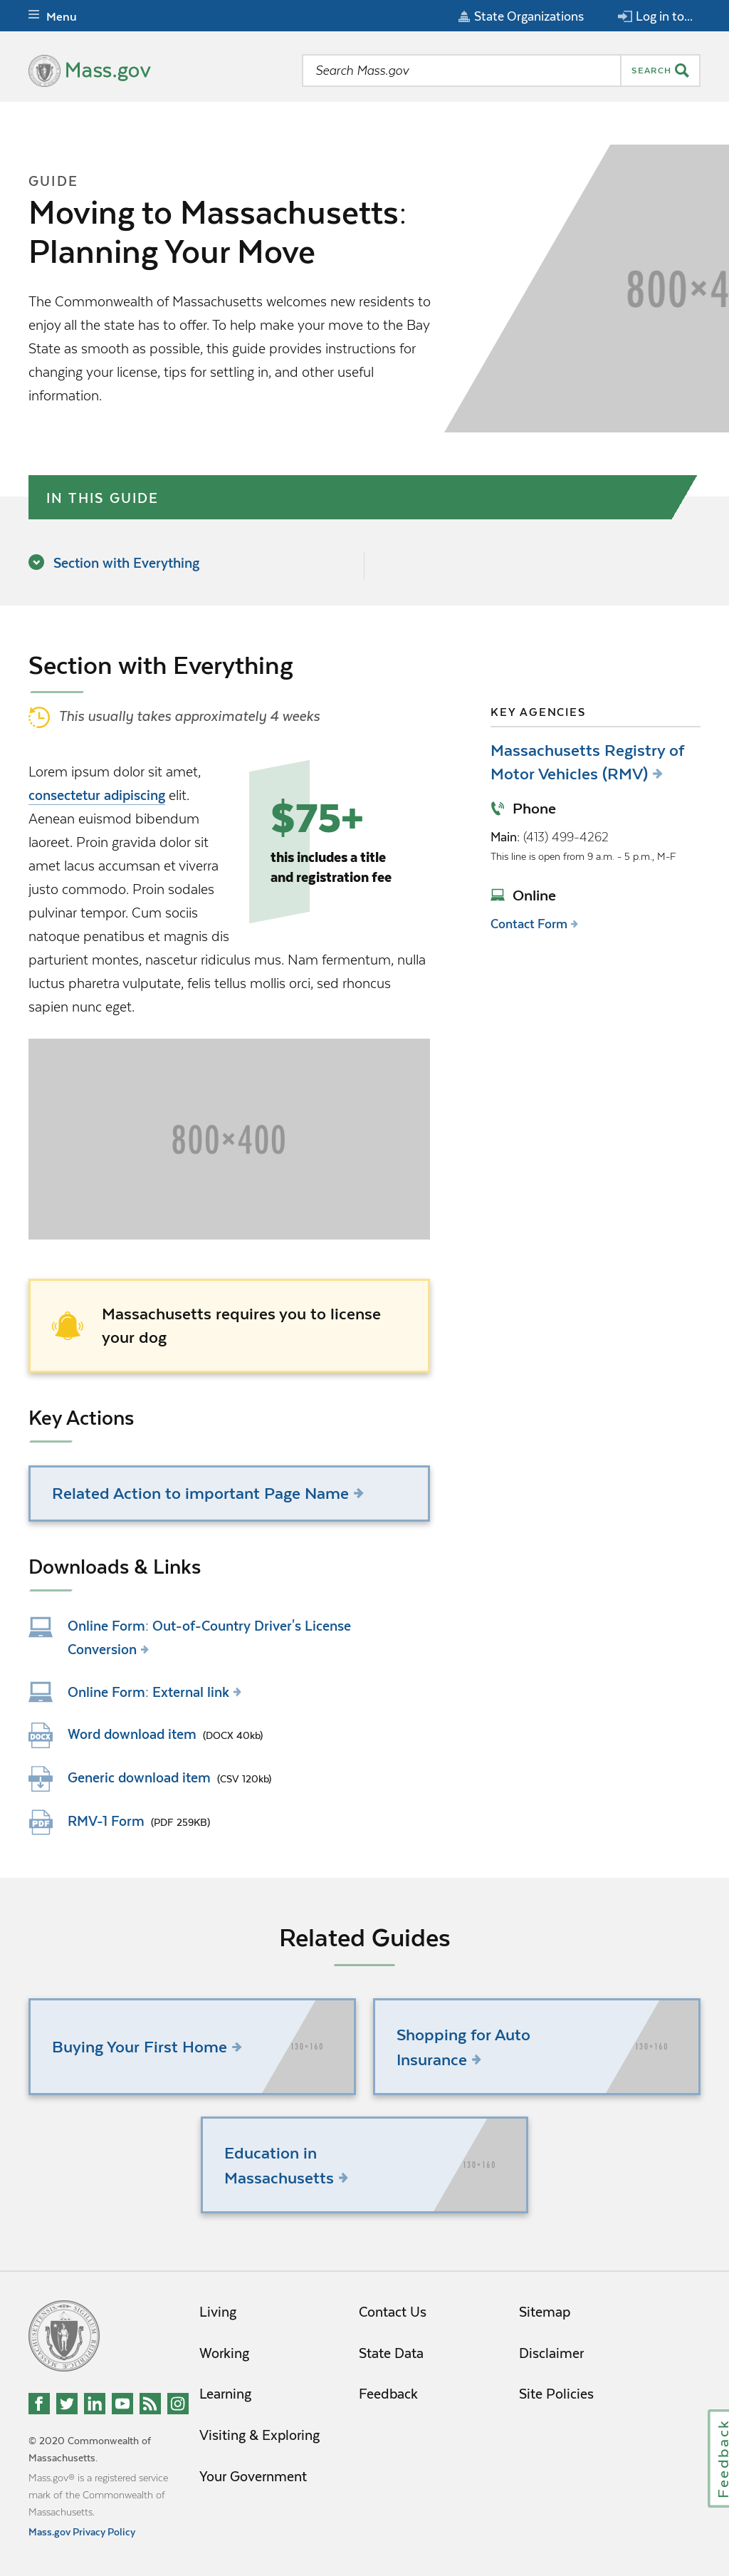 Menu
State Organizations
Log in to...
Mass.gov
Search Mass.gov
SEARCH
GUIDE
Moving to Massachusetts:
Planning Your Move
The Commonwealth of Massachusetts welcomes new residents to
enjoy all the state has to offer. To help make your move to the Bay
State as smooth as possible, this guide provides instructions for
changing your license, tips for settling in, and other useful
information.
800×4
IN THIS GUIDE
Section with Everything
Section with Everything
This usually takes approximately 4 weeks
Lorem ipsum dolor sit amet,
consectetur adipiscing elit.
Aenean euismod bibendum
laoreet. Proin gravida dolor sit
amet lacus accumsan et viverra
justo commodo. Proin sodales
pulvinar tempor. Cum sociis
natoque penatibus et magnis dis
parturient montes, nascetur ridiculus mus. Nam fermentum, nulla
luctus pharetra vulputate, felis tellus mollis orci, sed rhoncus
sapien nunc eget.
$75+
this includes a title
and registration fee
800×400
Massachusetts requires you to license
your dog
Key Actions
Related Action to important Page Name
Downloads & Links
Online Form: Out-of-Country Driver's License
Conversion
Online Form: External link
DOCX
Word download item (DOCX 40kb)
Generic download item (CSV 120kb)
PDF
RMV-1 Form (PDF 259KB)
KEY AGENCIES
Massachusetts Registry of
Motor Vehicles (RMV)
Phone
Main: (413) 499-4262
This line is open from 9 a.m. - 5 p.m., M-F
Online
Contact Form
Related Guides
Buying Your First Home
130×160
Shopping for Auto
Insurance
130×160
Education in
Massachusetts
130×160
Living
Working
Learning
Visiting & Exploring
Your Government
Contact Us
State Data
Feedback
Sitemap
Disclaimer
Site Policies
© 2020 Commonwealth of
Massachusetts.
Mass.gov® is a registered service
mark of the Commonwealth of
Massachusetts.
Mass.gov Privacy Policy
Feedback